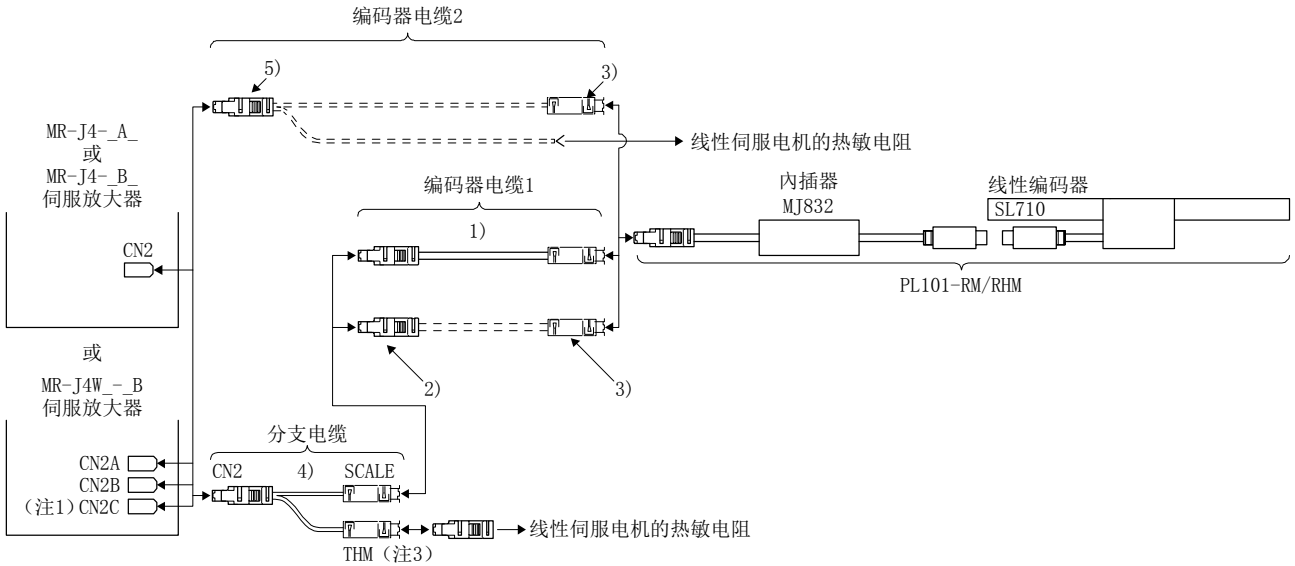 编码器电缆2
5)
3)
MR-J4-_A_
或
MR-J4-_B_
伺服放大器
线性伺服电机的热敏电阻
编码器电缆1
1)
內插器
MJ832
线性编码器
SL710
CN2
PL101-RM/RHM
或
2)
3)
MR-J4W_-_B
伺服放大器
分支电缆
CN2A
CN2
4)
SCALE
CN2B
（注1）CN2C
线性伺服电机的热敏电阻
THM（注3）